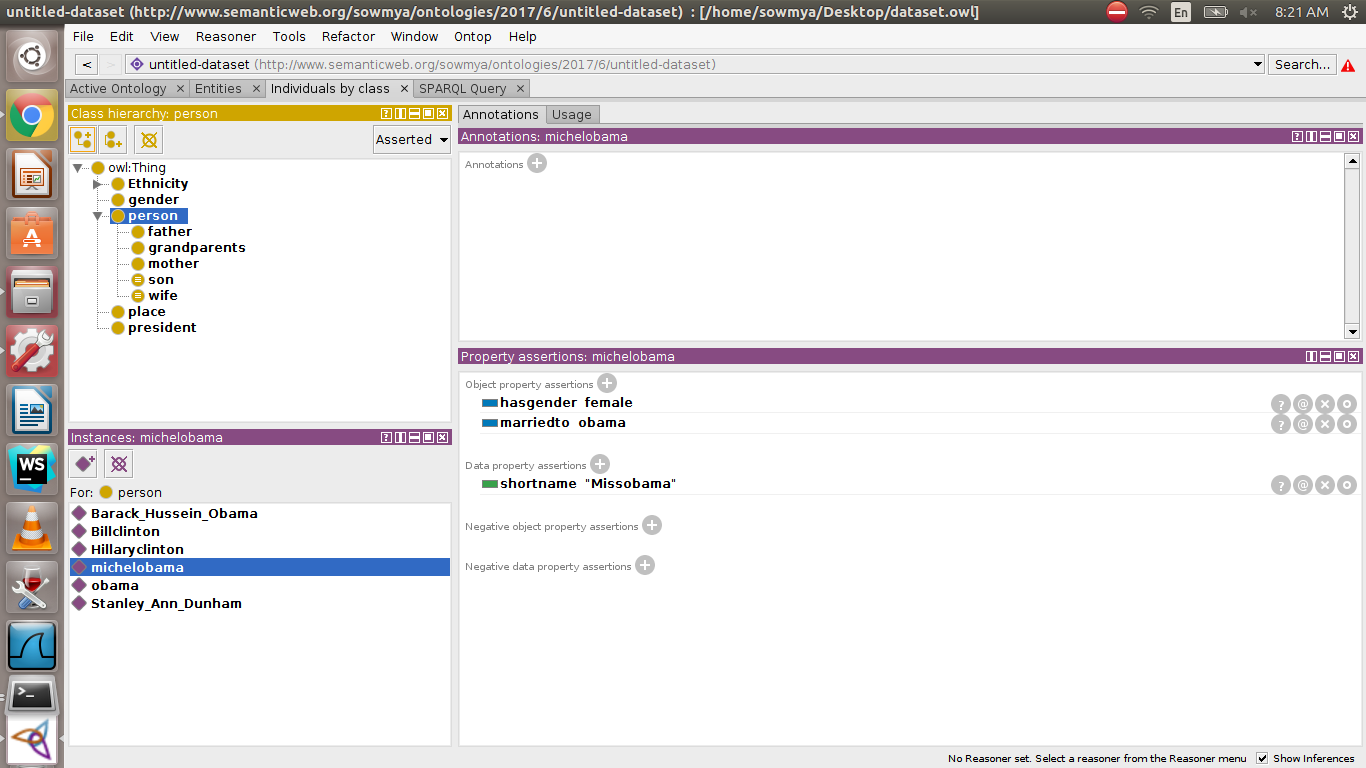 untitled-dataset (http://www.semanticweb.org/sowmya/ontologies/2017/6/untitled-dataset) : [/home/sowmya/Desktop/dataset.owl]
En
8:21 AM
File Edit View Reasoner Tools Refactor Window Ontop Help
< > untitled-dataset (http://www.semanticweb.org/sowmya/ontologies/2017/6/untitled-dataset) Search...
Active Ontology × Entities × Individuals by class × SPARQL Query ×
Class hierarchy: person
Asserted
owl:Thing
Ethnicity
gender
person
father
grandparents
mother
son
wife
place
president
Instances: michelobama
For: person
Barack_Hussein_Obama
Billclinton
Hillaryclinton
michelobama
obama
Stanley_Ann_Dunham
Annotations Usage
Annotations: michelobama
Annotations
Property assertions: michelobama
Object property assertions
hasgender female
marriedto obama
Data property assertions
shortname "Missobama"
Negative object property assertions
Negative data property assertions
No Reasoner set. Select a reasoner from the Reasoner menu
Show Inferences
WS